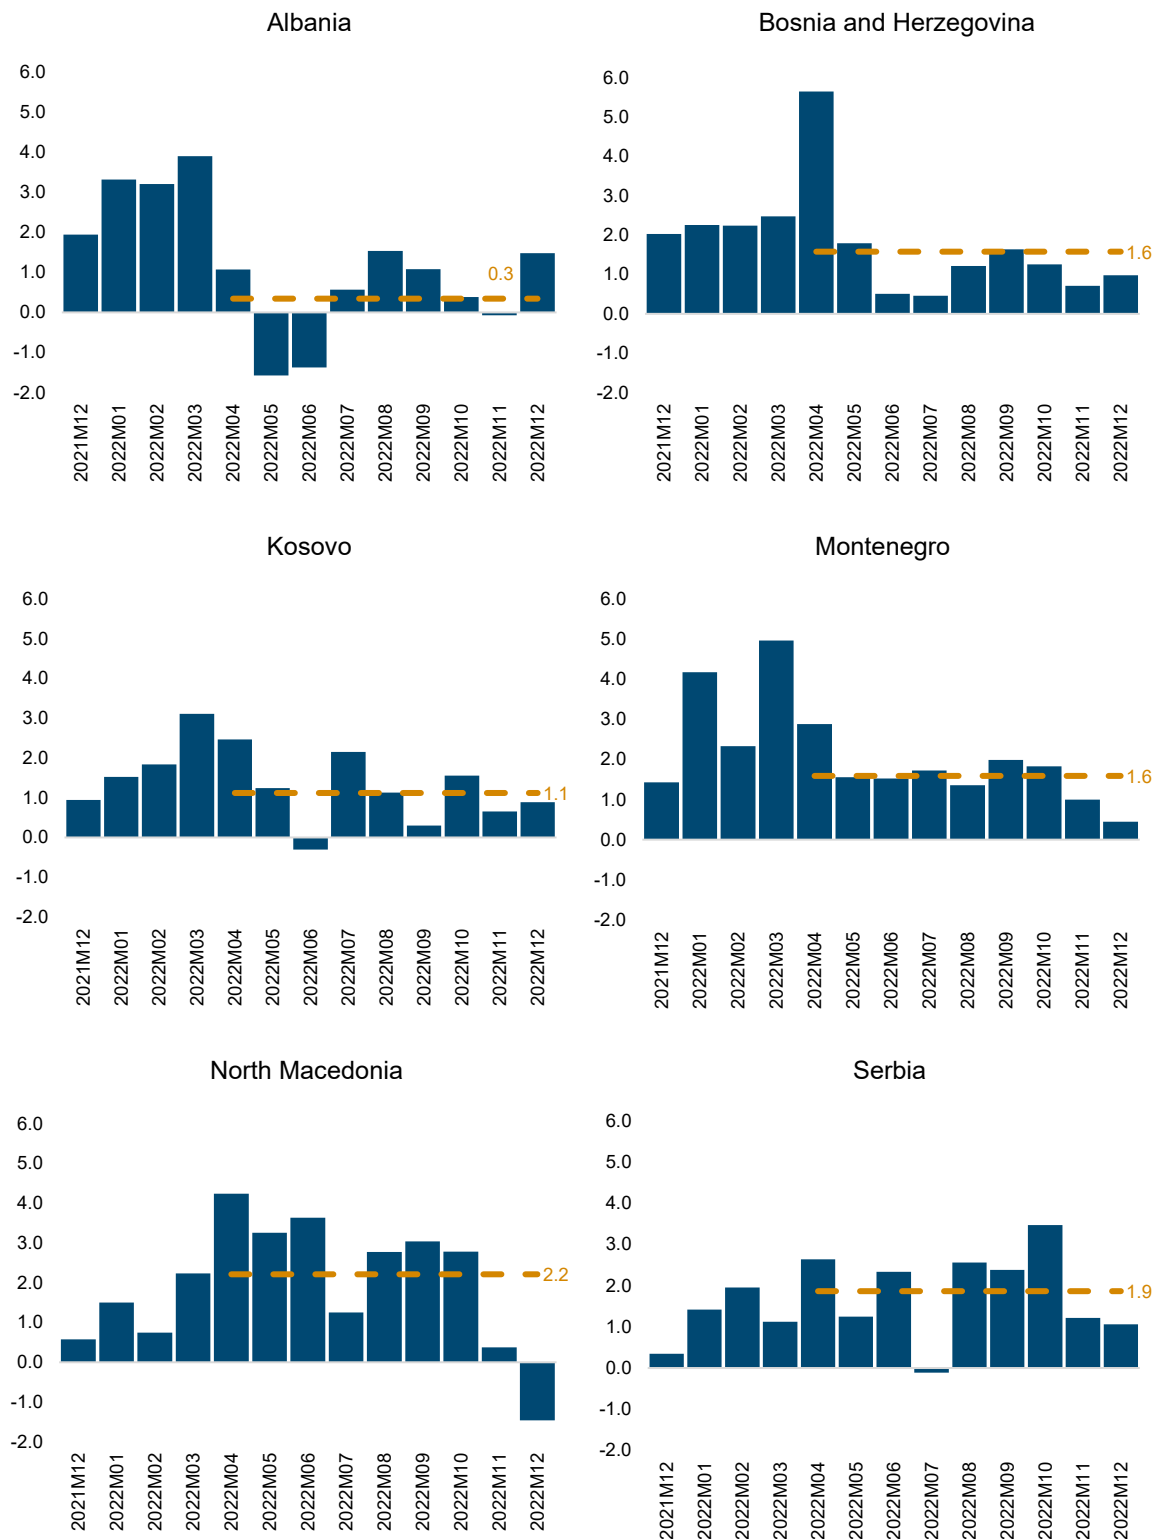 Albania
6.0
5.0
4.0
3.0
2.0
1.0
0.0
-1.0
-2.0
0.3
2021M12
2022M01
2022M02
2022M03
2022M04
2022M05
2022M06
2022M07
2022M08
2022M09
2022M10
2022M11
2022M12
Bosnia and Herzegovina
6.0
5.0
4.0
3.0
2.0
1.0
0.0
-1.0
-2.0
1.6
2021M12
2022M01
2022M02
2022M03
2022M04
2022M05
2022M06
2022M07
2022M08
2022M09
2022M10
2022M11
2022M12
Kosovo
6.0
5.0
4.0
3.0
2.0
1.0
0.0
-1.0
-2.0
1.1
2021M12
2022M01
2022M02
2022M03
2022M04
2022M05
2022M06
2022M07
2022M08
2022M09
2022M10
2022M11
2022M12
Montenegro
6.0
5.0
4.0
3.0
2.0
1.0
0.0
-1.0
-2.0
1.6
2021M12
2022M01
2022M02
2022M03
2022M04
2022M05
2022M06
2022M07
2022M08
2022M09
2022M10
2022M11
2022M12
North Macedonia
6.0
5.0
4.0
3.0
2.0
1.0
0.0
-1.0
-2.0
2.2
2021M12
2022M01
2022M02
2022M03
2022M04
2022M05
2022M06
2022M07
2022M08
2022M09
2022M10
2022M11
2022M12
Serbia
6.0
5.0
4.0
3.0
2.0
1.0
0.0
-1.0
-2.0
1.9
2021M12
2022M01
2022M02
2022M03
2022M04
2022M05
2022M06
2022M07
2022M08
2022M09
2022M10
2022M11
2022M12